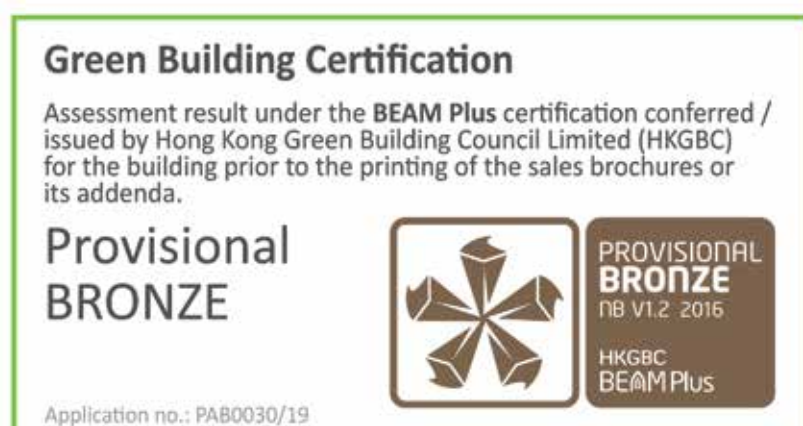 Green Building Certification
Assessment result under the BEAM Plus certification conferred /
issued by Hong Kong Green Building Council Limited (HKGBC)
for the building prior to the printing of the sales brochures or
its addenda.
Provisional
BRONZE
PROVISIONAL
BRONZE
NB V1.2 2016
HKGBC
BEAM Plus
Application no.: PAB0030/19